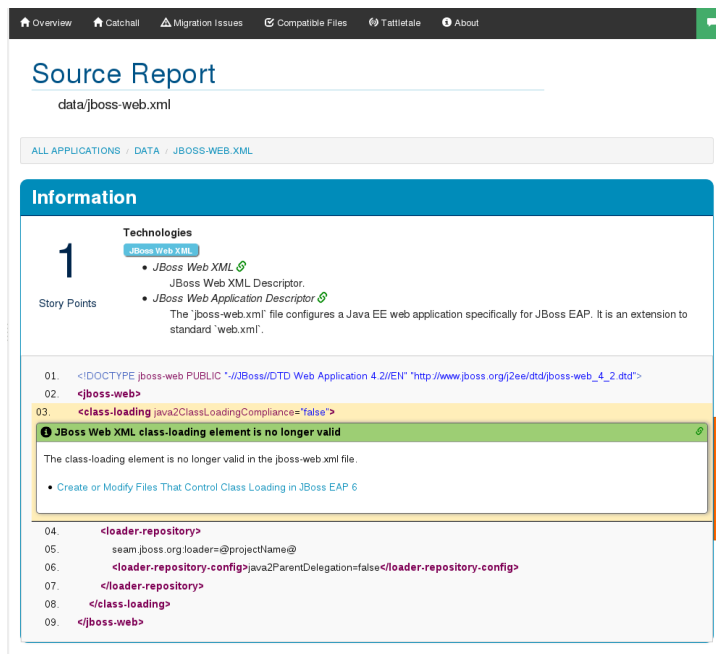 Overview Catchall Migration Issues Compatible Files Tattletale About
Source Report
data/jboss-web.xml
ALL APPLICATIONS / DATA / JBOSS-WEB.XML
Information
1
Story Points
Technologies
JBoss Web XML
• JBoss Web XML
JBoss Web XML Descriptor.
• JBoss Web Application Descriptor
The `jboss-web.xml` file configures a Java EE web application specifically for JBoss EAP. It is an extension to
standard `web.xml`.
01. <!DOCTYPE jboss-web PUBLIC "-//JBoss//DTD Web Application 4.2//EN" "http://www.jboss.org/j2ee/dtd/jboss-web_4_2.dtd">
02. <jboss-web>
03. <class-loading java2ClassLoadingCompliance="false">
JBoss Web XML class-loading element is no longer valid
The class-loading element is no longer valid in the jboss-web.xml file.
• Create or Modify Files That Control Class Loading in JBoss EAP 6
04. <loader-repository>
05. seam.jboss.org:loader=@projectName@
06. <loader-repository-config>java2ParentDelegation=false</loader-repository-config>
07. </loader-repository>
08. </class-loading>
09. </jboss-web>